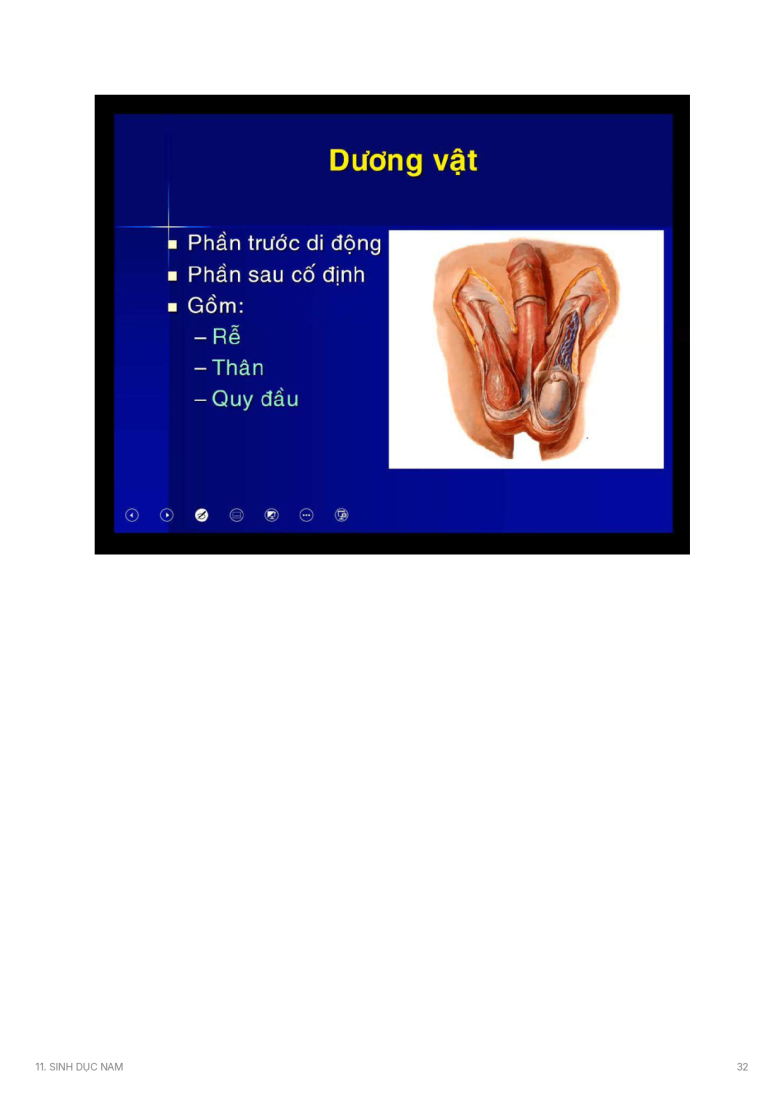 Dương vật
Phần trước di động
Phần sau cố định
Gồm:
– Rễ
– Thân
– Quy đầu
11. SINH DỤC NAM
32